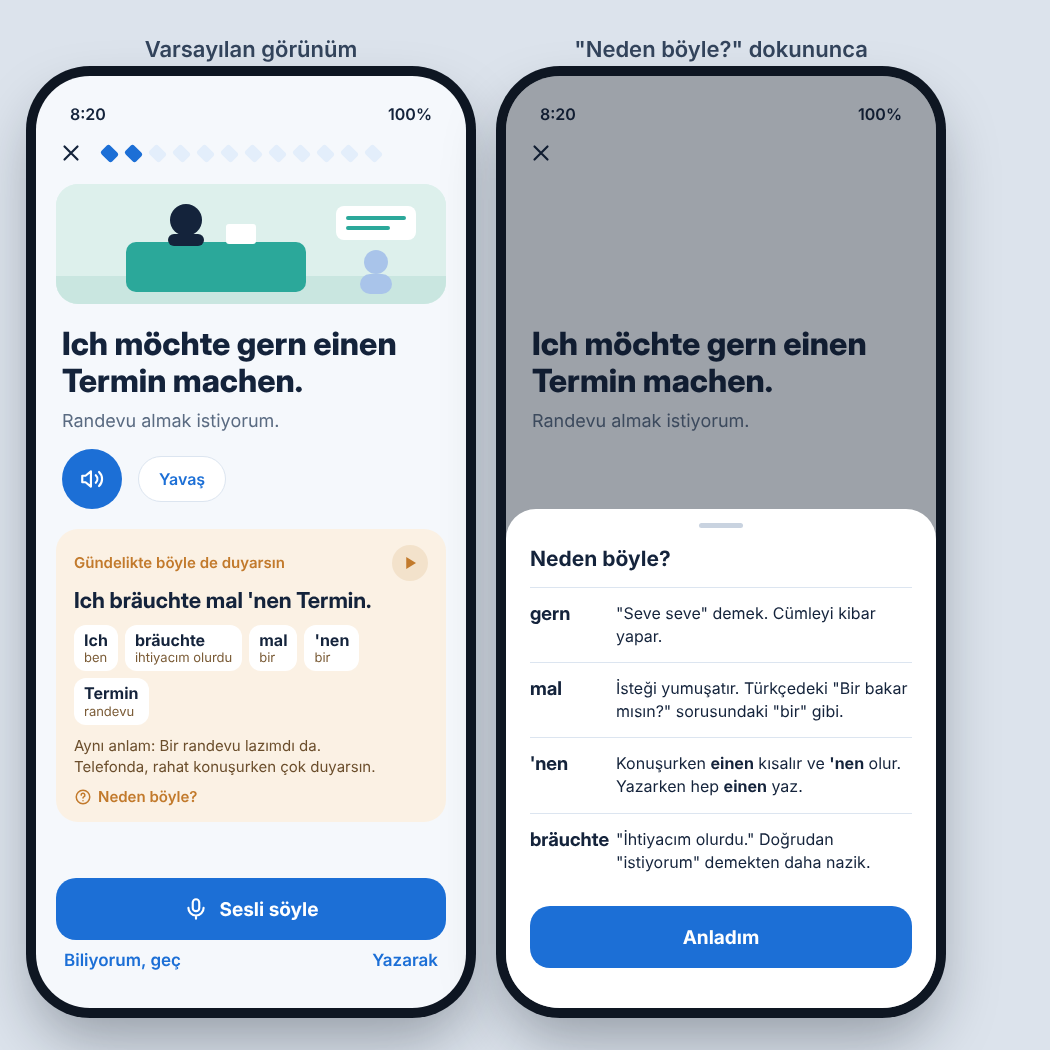 Varsayılan görünüm
8:20
100%
Ich möchte gern einen
Termin machen.
Randevu almak istiyorum.
Yavaş
Gündelikte böyle de duyarsın
Ich bräuchte mal 'nen Termin.
Ich
ben
bräuchte
ihtiyacım olurdu
mal
bir
'nen
bir
Termin
randevu
Aynı anlam: Bir randevu lazımdı da.
Telefonda, rahat konuşurken çok duyarsın.
Neden böyle?
Sesli söyle
Biliyorum, geç
Yazarak
"Neden böyle?" dokununca
8:20
100%
Ich möchte gern einen
Termin machen.
Randevu almak istiyorum.
Neden böyle?
gern
"Seve seve" demek. Cümleyi kibar
yapar.
mal
İsteği yumuşatır. Türkçedeki "Bir bakar
mısın?" sorusundaki "bir" gibi.
'nen
Konuşurken einen kısalır ve 'nen olur.
Yazarken hep einen yaz.
bräuchte
"İhtiyacım olurdu." Doğrudan
"istiyorum" demekten daha nazik.
Anladım